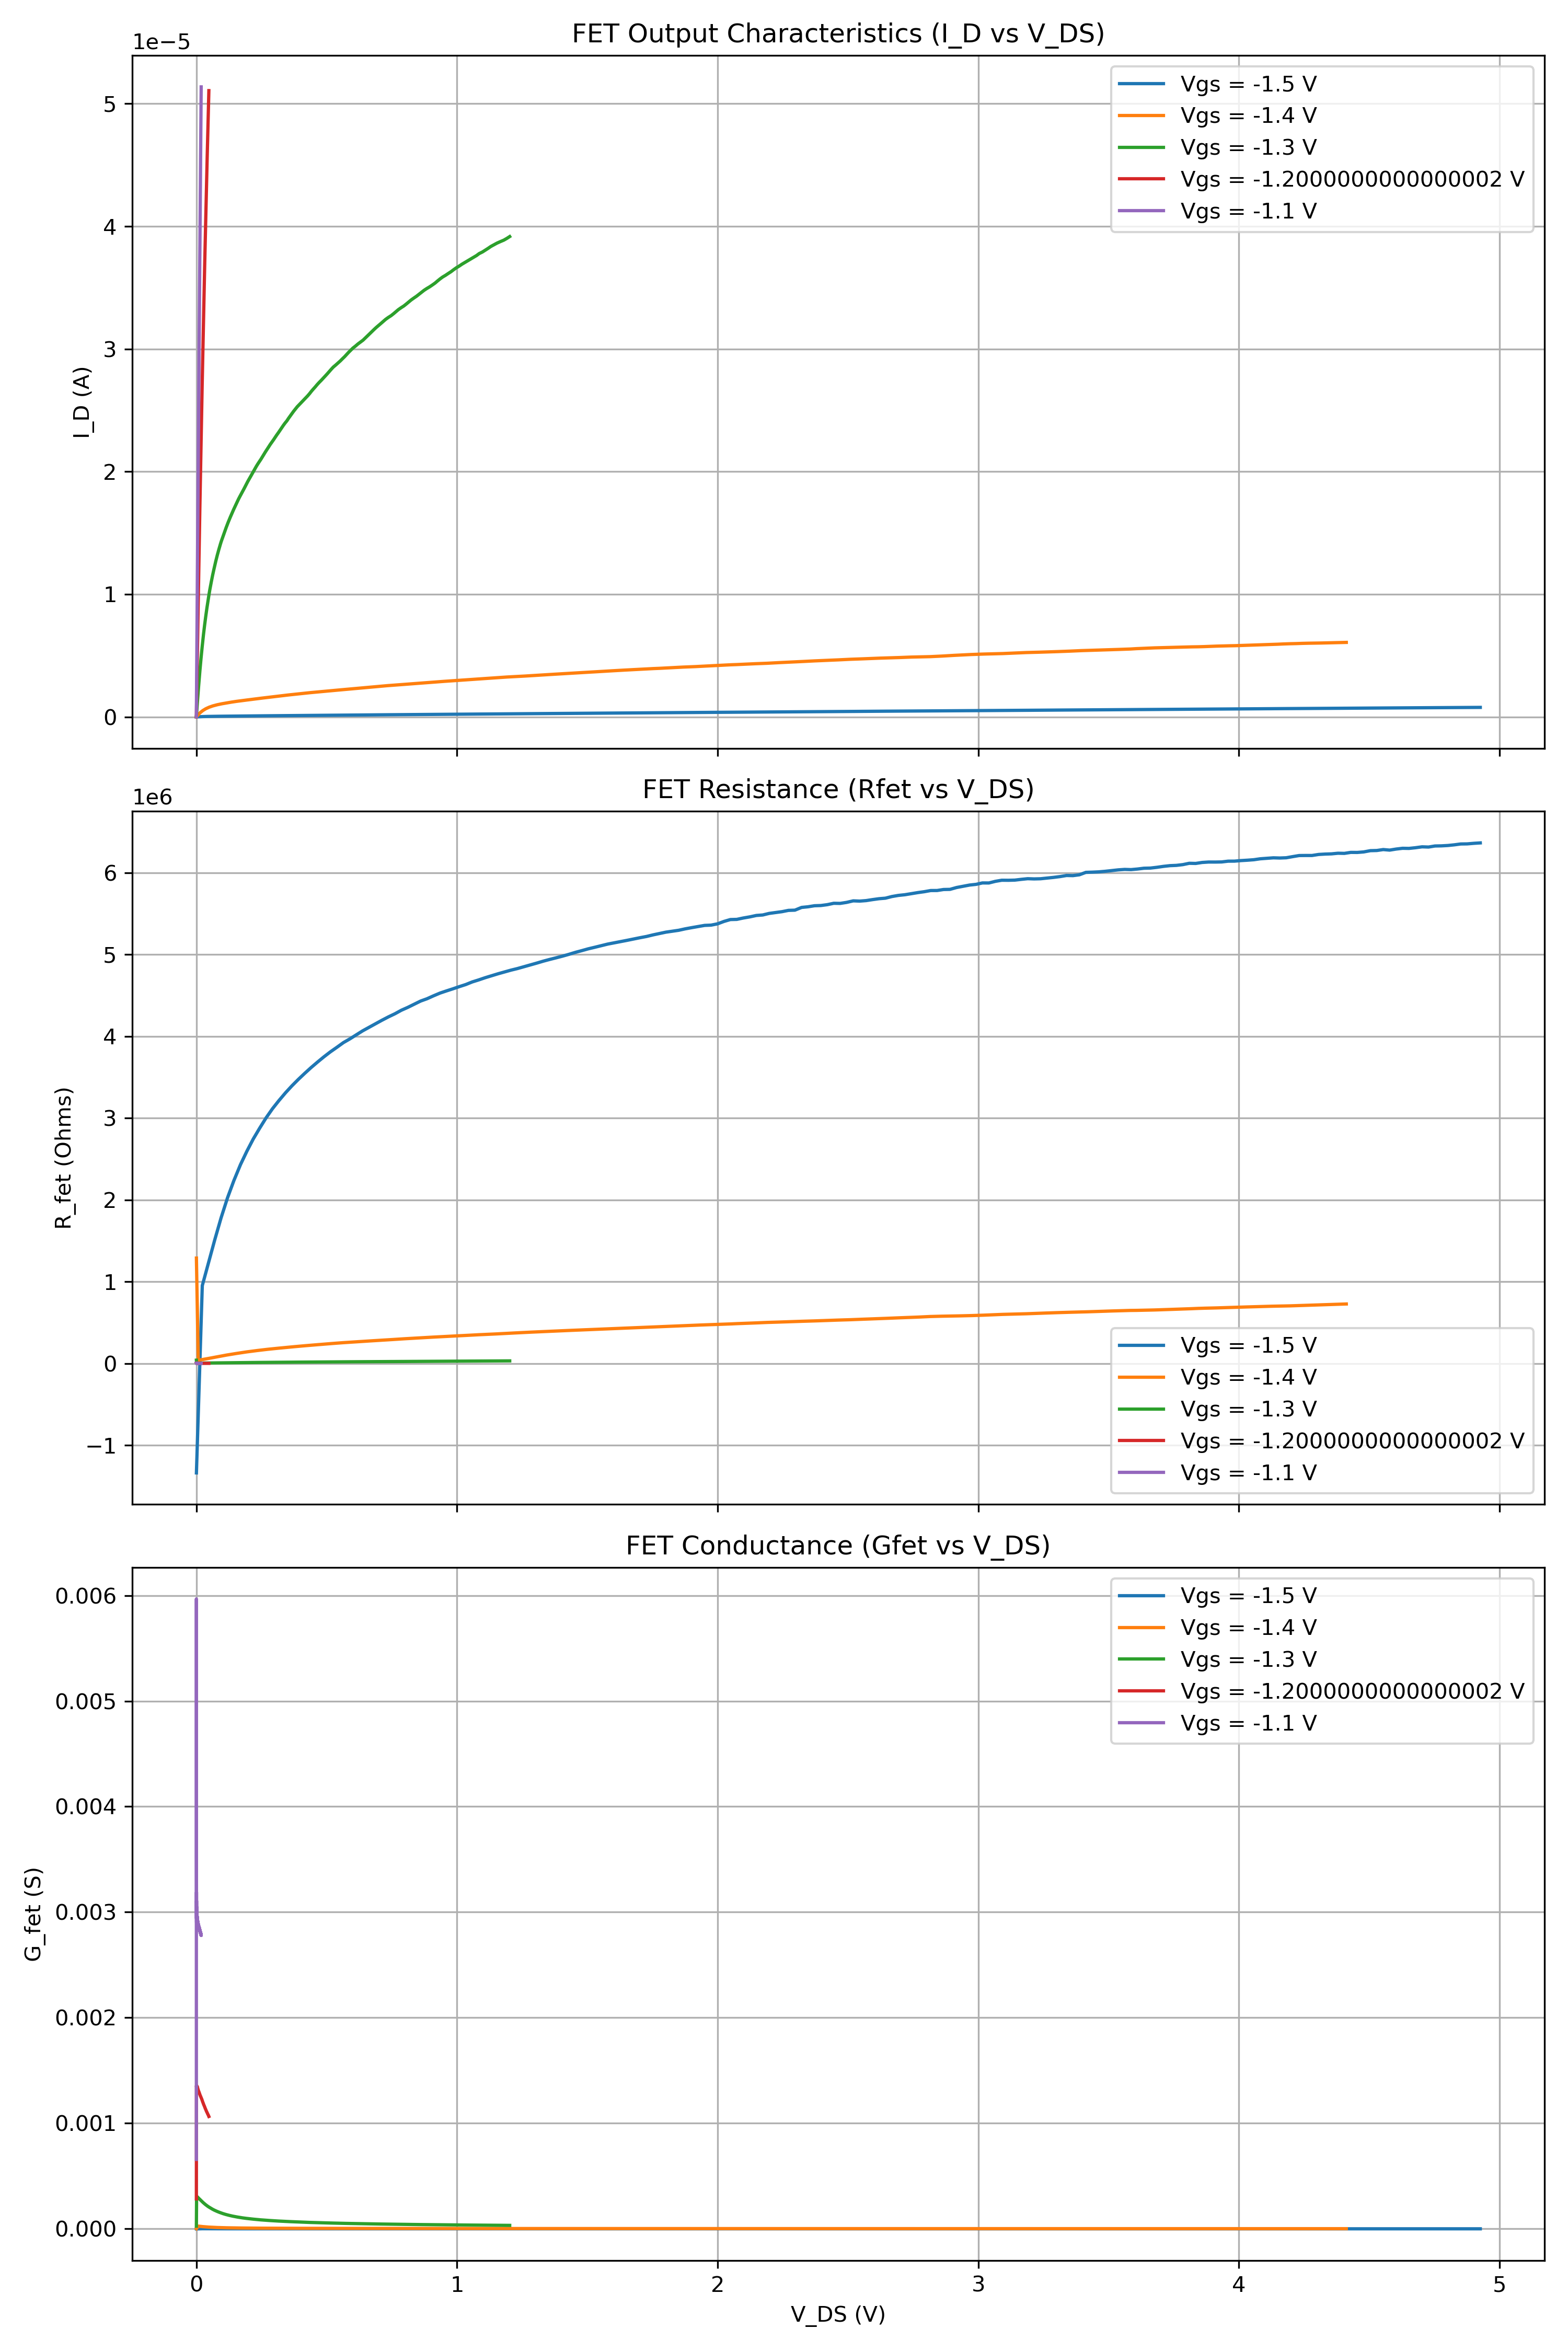 FET Output Characteristics (I_D vs V_DS)
1e−5
5
4
3
2
1
0
I_D (A)
Vgs = -1.5 V
Vgs = -1.4 V
Vgs = -1.3 V
Vgs = -1.2000000000000002 V
Vgs = -1.1 V
FET Resistance (Rfet vs V_DS)
1e6
6
5
4
3
2
1
0
−1
R_fet (Ohms)
Vgs = -1.5 V
Vgs = -1.4 V
Vgs = -1.3 V
Vgs = -1.2000000000000002 V
Vgs = -1.1 V
FET Conductance (Gfet vs V_DS)
0.006
0.005
0.004
0.003
0.002
0.001
0.000
G_fet (S)
Vgs = -1.5 V
Vgs = -1.4 V
Vgs = -1.3 V
Vgs = -1.2000000000000002 V
Vgs = -1.1 V
0 1 2 3 4 5
V_DS (V)